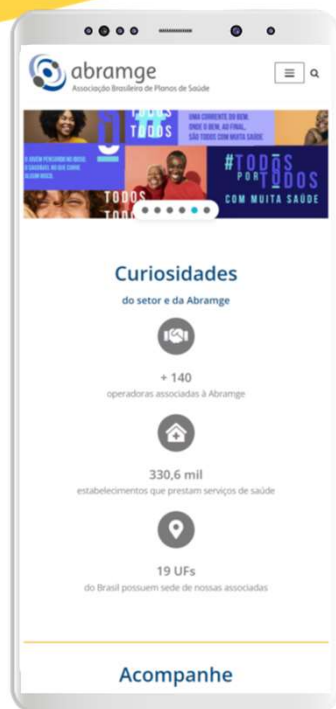 abramge
Associação Brasileira de Planos de Saúde
TODOS
TODOS
UMA CORRENTE DO BEM.
ONDE O BEM, AO FINAL,
SÃO TODOS COM MUITA SAÚDE
#TODOS
POR TODOS
COM MUITA SAÚDE
TODOS
Curiosidades
do setor e da Abramge
+ 140
operadoras associadas à Abramge
330,6 mil
estabelecimentos que prestam serviços de saúde
19 UFs
do Brasil possuem sede de nossas associadas
Acompanhe